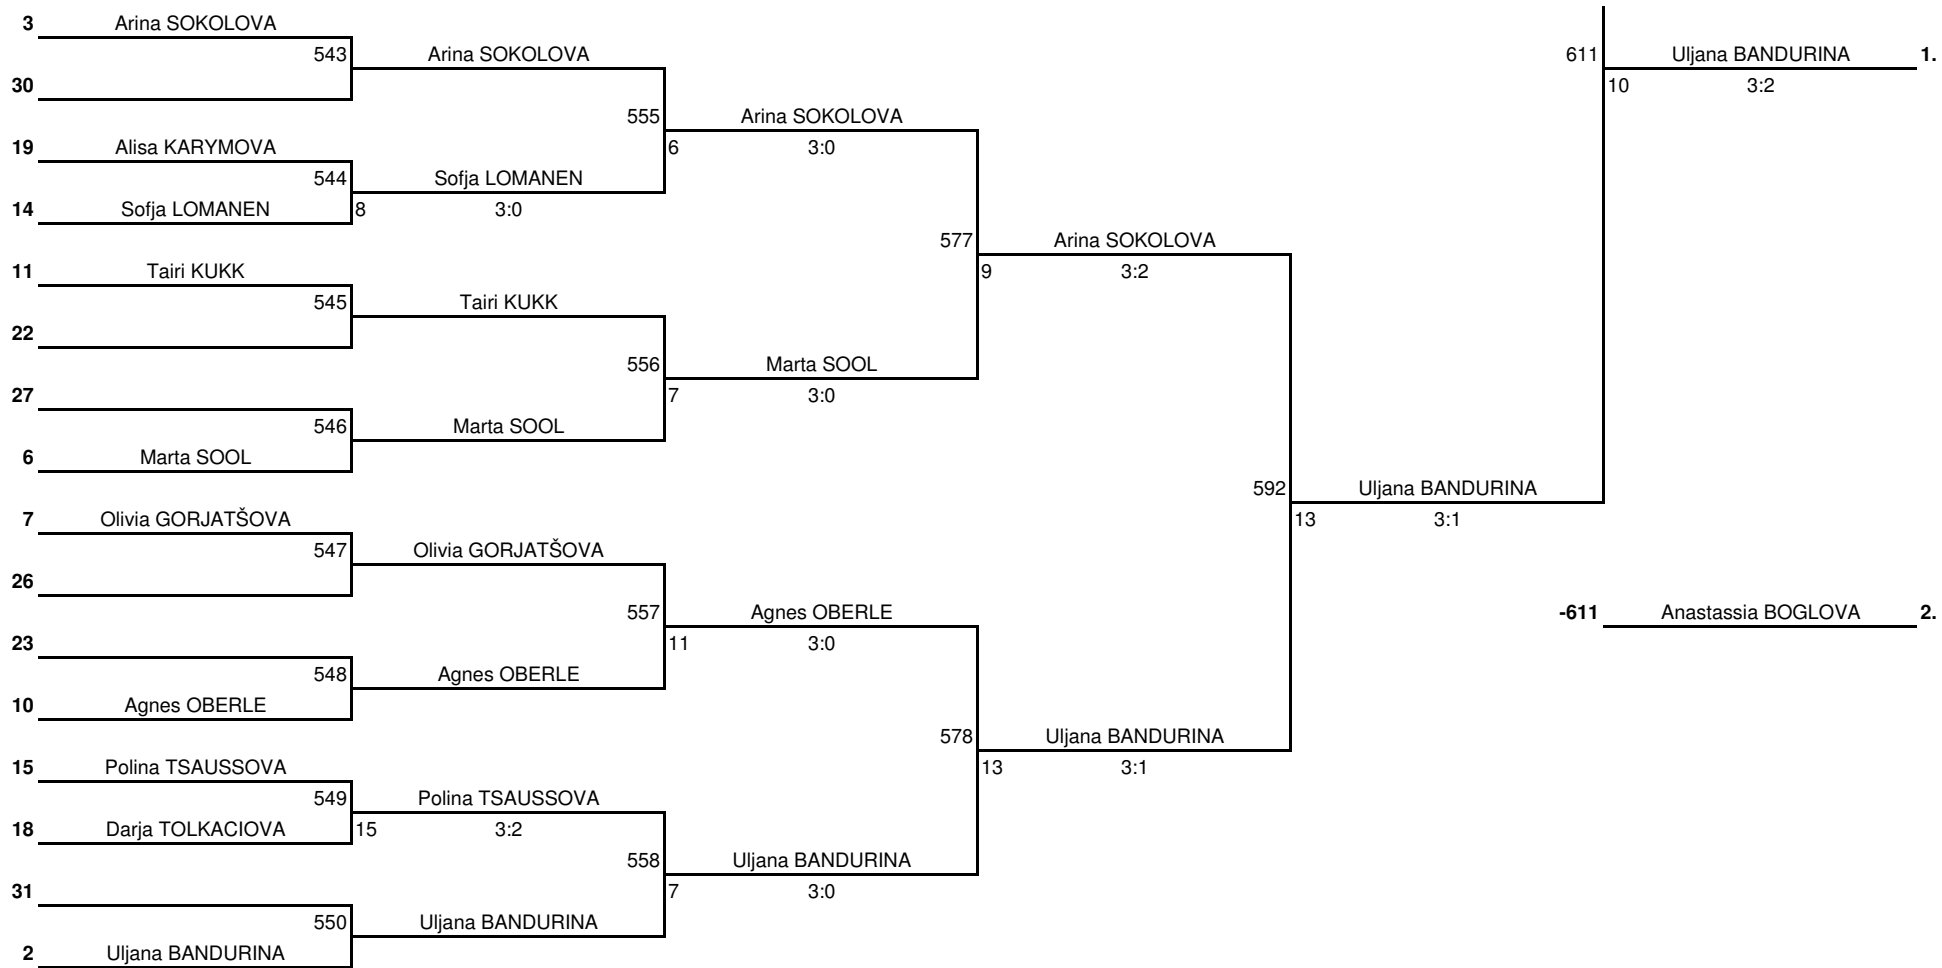 3 Arina SOKOLOVA
543 Arina SOKOLOVA 611 Uljana BANDURINA 1.
30 10 3:2
555 Arina SOKOLOVA
19 Alisa KARYMOVA 6 3:0
544 Sofja LOMANEN
14 Sofja LOMANEN 8 3:0
577 Arina SOKOLOVA
11 Tairi KUKK 9 3:2
545 Tairi KUKK
22
556 Marta SOOL
27 7 3:0
546 Marta SOOL
6 Marta SOOL
592 Uljana BANDURINA
7 Olivia GORJATŠOVA 13 3:1
547 Olivia GORJATŠOVA
26
557 Agnes OBERLE -611 Anastassia BOGLOVA 2.
23 11 3:0
548 Agnes OBERLE
10 Agnes OBERLE
578 Uljana BANDURINA
15 Polina TSAUSSOVA 13 3:1
549 Polina TSAUSSOVA
18 Darja TOLKACIOVA 15 3:2
558 Uljana BANDURINA
31 7 3:0
550 Uljana BANDURINA
2 Uljana BANDURINA